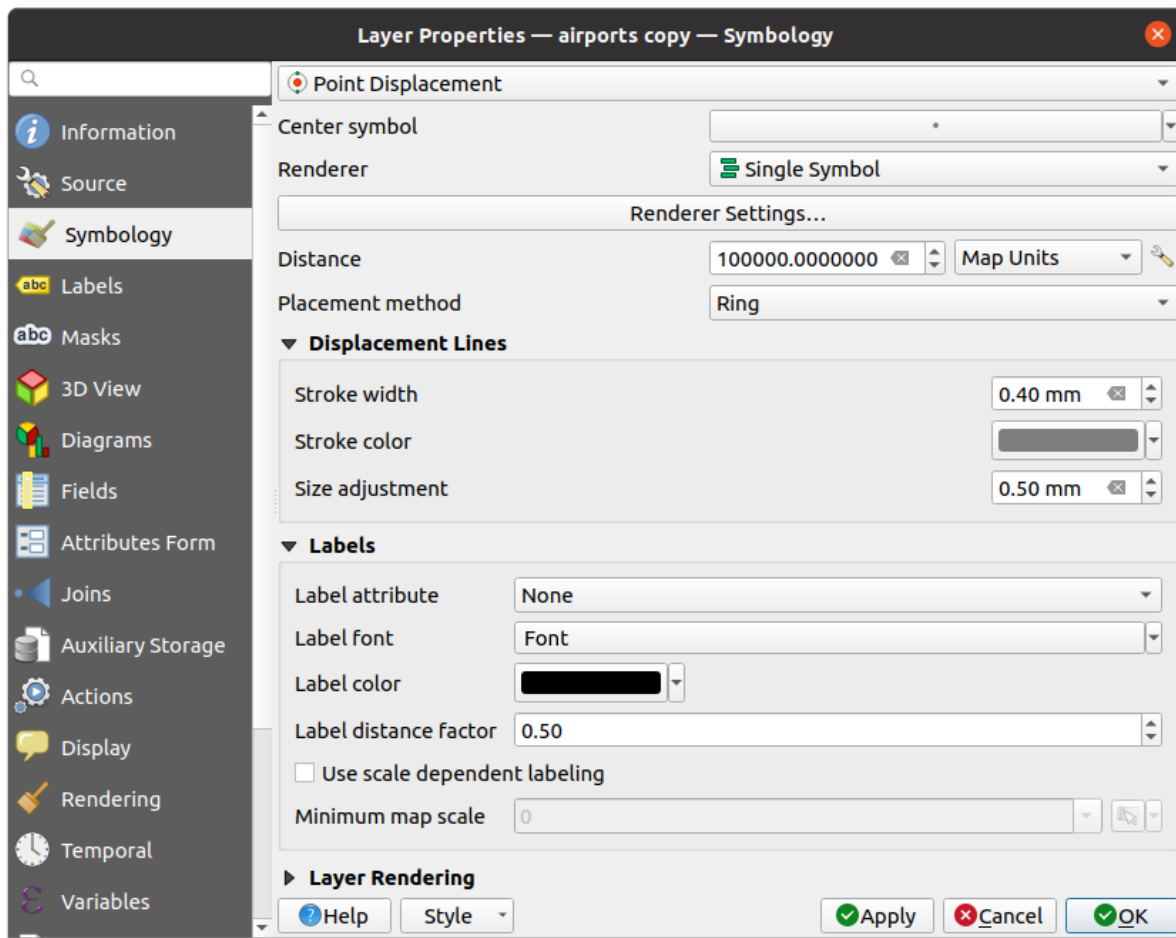 Layer Properties — airports copy — Symbology
Point Displacement
Information
Center symbol
Source
Renderer
Single Symbol
Symbology
Renderer Settings...
Labels
Distance
100000.0000000
Map Units
Masks
Placement method
Ring
3D View
Displacement Lines
Diagrams
Stroke width
0.40 mm
Fields
Stroke color
Attributes Form
Size adjustment
0.50 mm
Joins
Labels
Auxiliary Storage
Label attribute
None
Actions
Label font
Font
Display
Label color
Rendering
Label distance factor
0.50
Temporal
Use scale dependent labeling
Variables
Minimum map scale
0
Layer Rendering
Help
Style
Apply
Cancel
OK
abc
abc